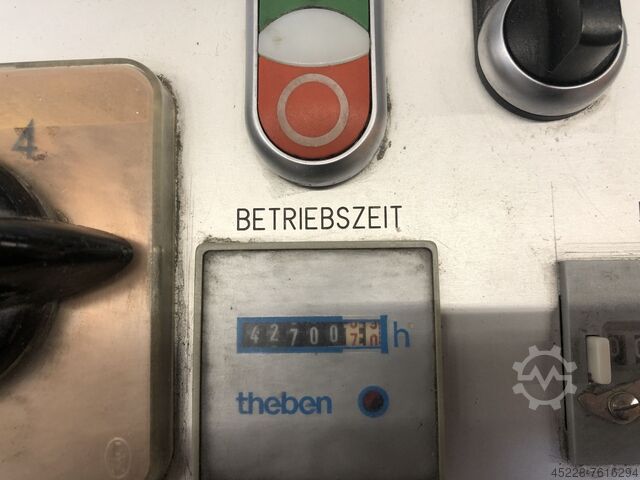 4
BETRIEBSZEIT
42700 h
theben
45228-7616294